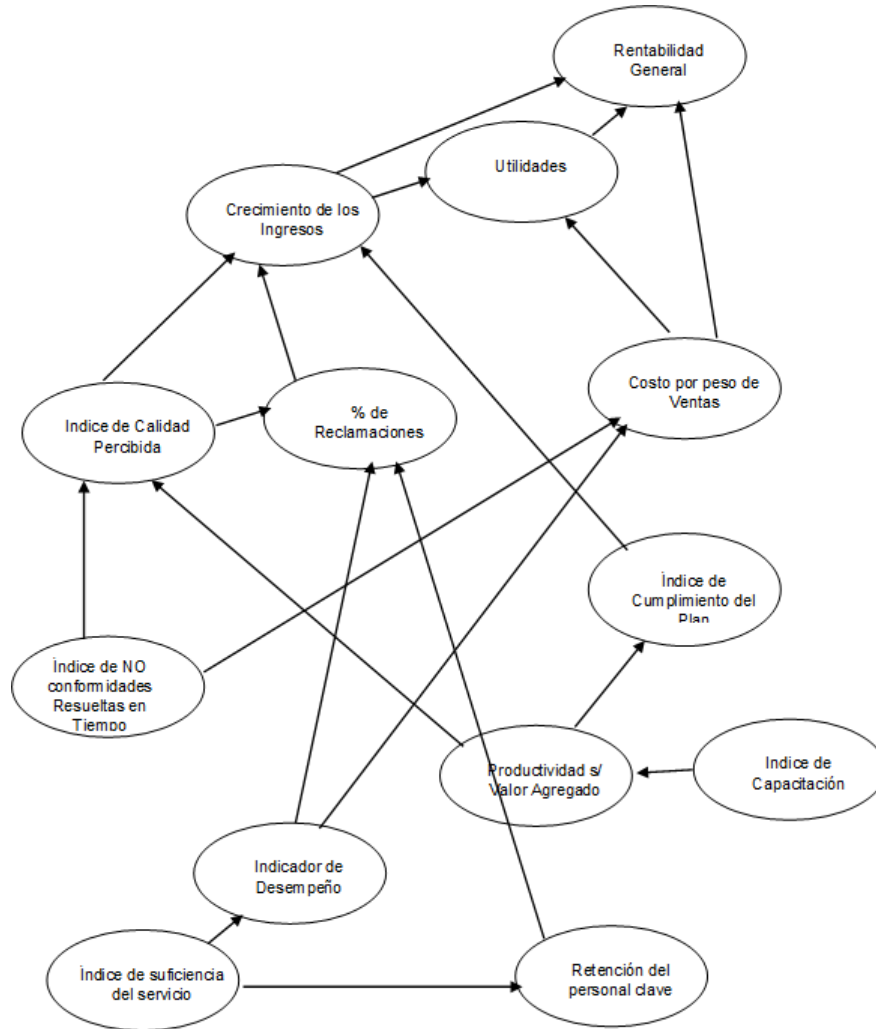 Rentabilidad
General
Utilidades
Crecimiento de los
Ingresos
Costo por peso de
Ventas
Indice de Calidad
Percibida
% de
Reclamaciones
Índice de
Cumplimiento del
Plan
Índice de NO
conformidades
Resueltas en
Tiempo
Productividad s/
Valor Agregado
Indice de
Capacitación
Indicador de
Desempeño
Índice de suficiencia
del servicio
Retención del
personal clave